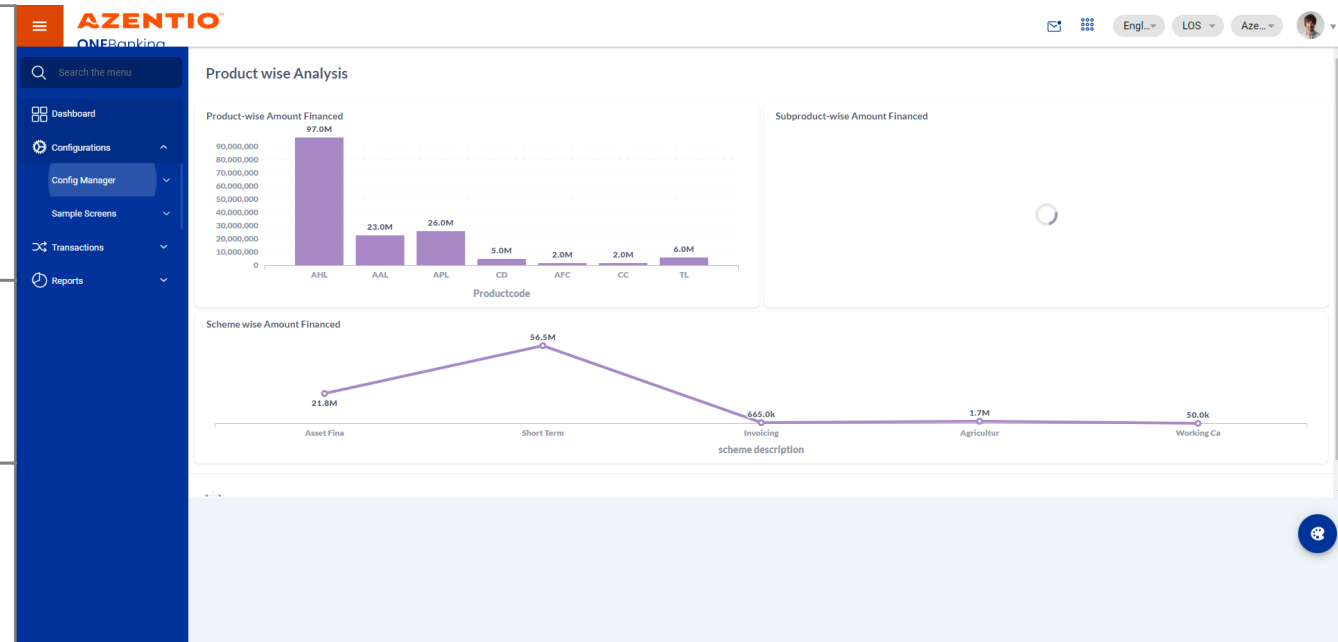 AZENTIO™
ONEBanking
Engl...
LOS
Aze...
Search the menu
Dashboard
Configurations
Config Manager
Sample Screens
Transactions
Reports
Product wise Analysis
Product-wise Amount Financed
97.0M
90,000,000
80,000,000
70,000,000
60,000,000
50,000,000
40,000,000
30,000,000
20,000,000
10,000,000
0
23.0M
26.0M
5.0M
2.0M
2.0M
6.0M
AHL AAL APL CD AFC CC TL
Productcode
Subproduct-wise Amount Financed
Scheme wise Amount Financed
56.5M
21.8M
665.0k
1.7M
50.0k
Asset Fina Short Term Invoicing Agricultur Working Ca
scheme description